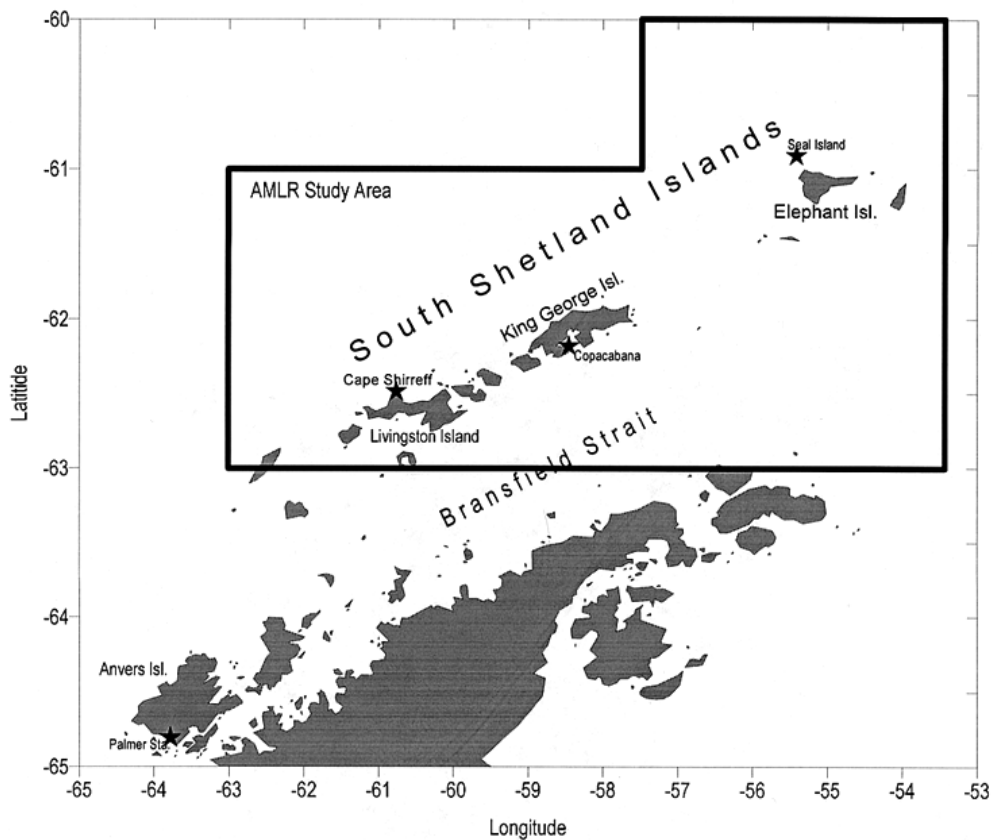 -60
-61
-62
-63
-64
-65
Latitide
AMLR Study Area
South Shetland Islands
Seal Island
Elephant Isl.
King George Isl.
Copacabana
Cape Shirreff
Livingston Island
Bransfield Strait
Anvers Isl.
Palmer Sta.
-65 -64 -63 -62 -61 -60 -59 -58 -57 -56 -55 -54 -53
Longitude